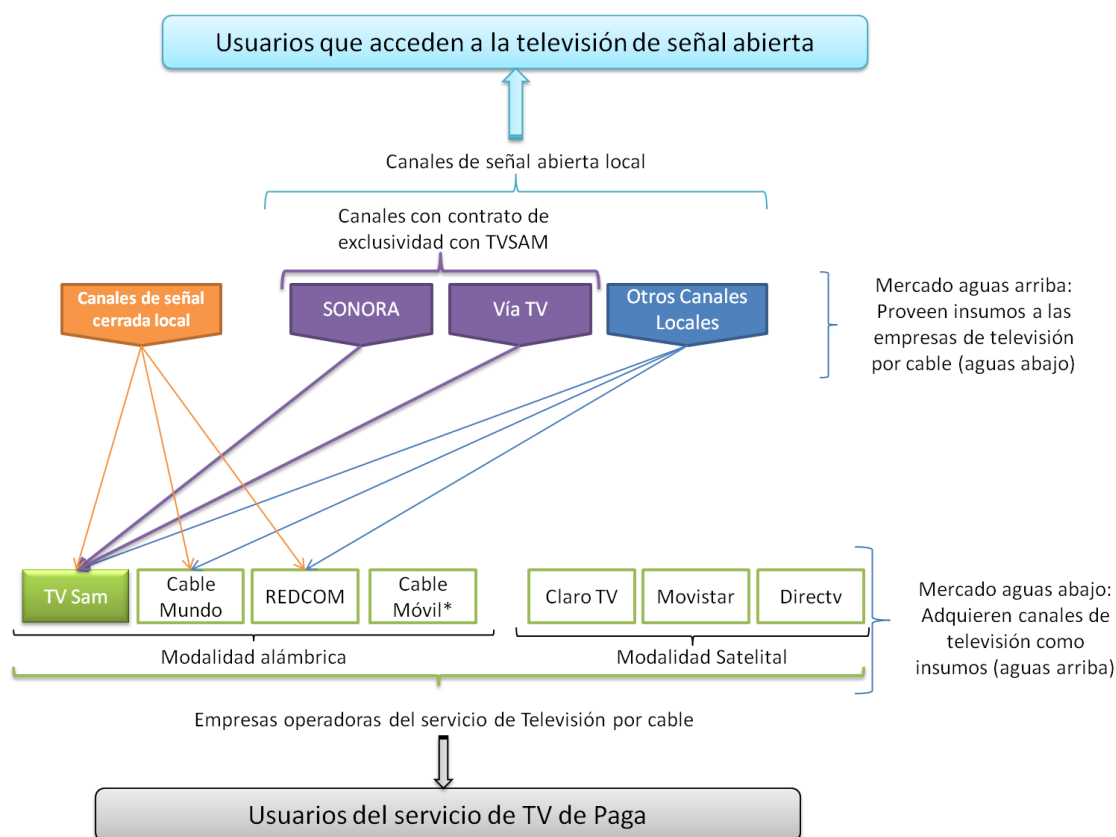 Usuarios que acceden a la televisión de señal abierta
Canales de señal abierta local
Canales con contrato de
exclusividad con TVSAM
Canales de señal
cerrada local
SONORA
Vía TV
Otros Canales
Locales
Mercado aguas arriba:
Proveen insumos a las
empresas de televisión
por cable (aguas abajo)
TV Sam
Cable
Mundo
REDCOM
Cable
Móvil*
Claro TV
Movistar
Directv
Mercado aguas abajo:
Adquieren canales de
televisión como
insumos (aguas arriba)
Modalidad alámbrica
Modalidad Satelital
Empresas operadoras del servicio de Televisión por cable
Usuarios del servicio de TV de Paga